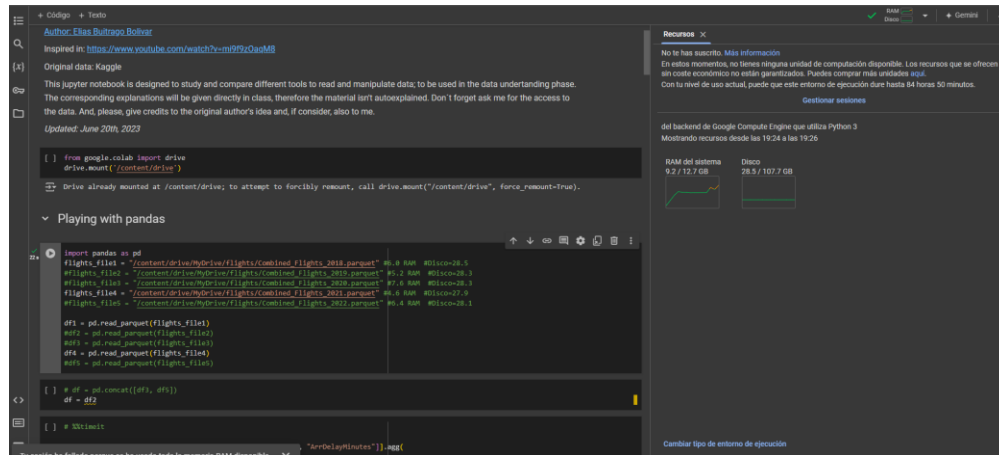 + Código + Texto
RAM
Disco
+ Gemini
Author: Elias Buitrago Bolivar
Inspired in: https://www.youtube.com/watch?v=mi9f9zOaqM8
Original data: Kaggle
This jupyter notebook is designed to study and compare different tools to read and manipulate data; to be used in the data undertanding phase.
The corresponding explanations will be given directly in class, therefore the material isn't autoexplained. Don´t forget ask me for the access to
the data. And, please, give credits to the original author's idea and, if consider, also to me.
Updated: June 20th, 2023
[ ] from google.colab import drive
drive.mount('/content/drive')
Drive already mounted at /content/drive; to attempt to forcibly remount, call drive.mount("/content/drive", force_remount=True).
Playing with pandas
import pandas as pd
flights_file1 = "/content/drive/MyDrive/flights/Combined_Flights_2018.parquet" #6.0 RAM #Disco=28.5
#flights_file2 = "/content/drive/MyDrive/flights/Combined_Flights_2019.parquet" #5.2 RAM #Disco=28.3
#flights_file3 = "/content/drive/MyDrive/flights/Combined_Flights_2020.parquet" #7.6 RAM #Disco=28.3
flights_file4 = "/content/drive/MyDrive/flights/Combined_Flights_2021.parquet" #8.6 RAM #Disco=27.9
#flights_file5 = "/content/drive/MyDrive/flights/Combined_Flights_2022.parquet" #6.4 RAM #Disco=28.1
df1 = pd.read_parquet(flights_file1)
#df2 = pd.read_parquet(flights_file2)
#df3 = pd.read_parquet(flights_file3)
df4 = pd.read_parquet(flights_file4)
#df5 = pd.read_parquet(flights_file5)
[ ] # df = pd.concat([df3, df5])
df = df2
[ ] # %%timeit
, "ArrDelayMinutes"]].agg(
Tu sesión ha fallado porque se ha usado toda la memoria RAM disponible.
Recursos
No te has suscrito. Más información
En estos momentos, no tienes ninguna unidad de computación disponible. Los recursos que se ofrecen
sin coste económico no están garantizados. Puedes comprar más unidades aquí.
Con tu nivel de uso actual, puede que este entorno de ejecución dure hasta 84 horas 50 minutos.
Gestionar sesiones
del backend de Google Compute Engine que utiliza Python 3
Mostrando recursos desde las 19:24 a las 19:26
RAM del sistema
9.2 / 12.7 GB
Disco
28.5 / 107.7 GB
Cambiar tipo de entorno de ejecución